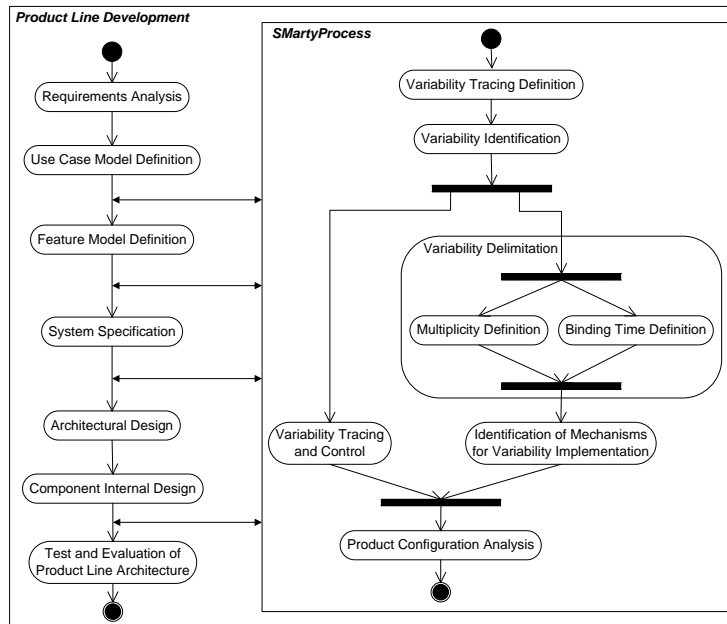 Product Line Development
Requirements Analysis
Use Case Model Definition
Feature Model Definition
System Specification
Architectural Design
Component Internal Design
Test and Evaluation of
Product Line Architecture
SMartyProcess
Variability Tracing Definition
Variability Identification
Variability Delimitation
Multiplicity Definition
Binding Time Definition
Variability Tracing
and Control
Identification of Mechanisms
for Variability Implementation
Product Configuration Analysis